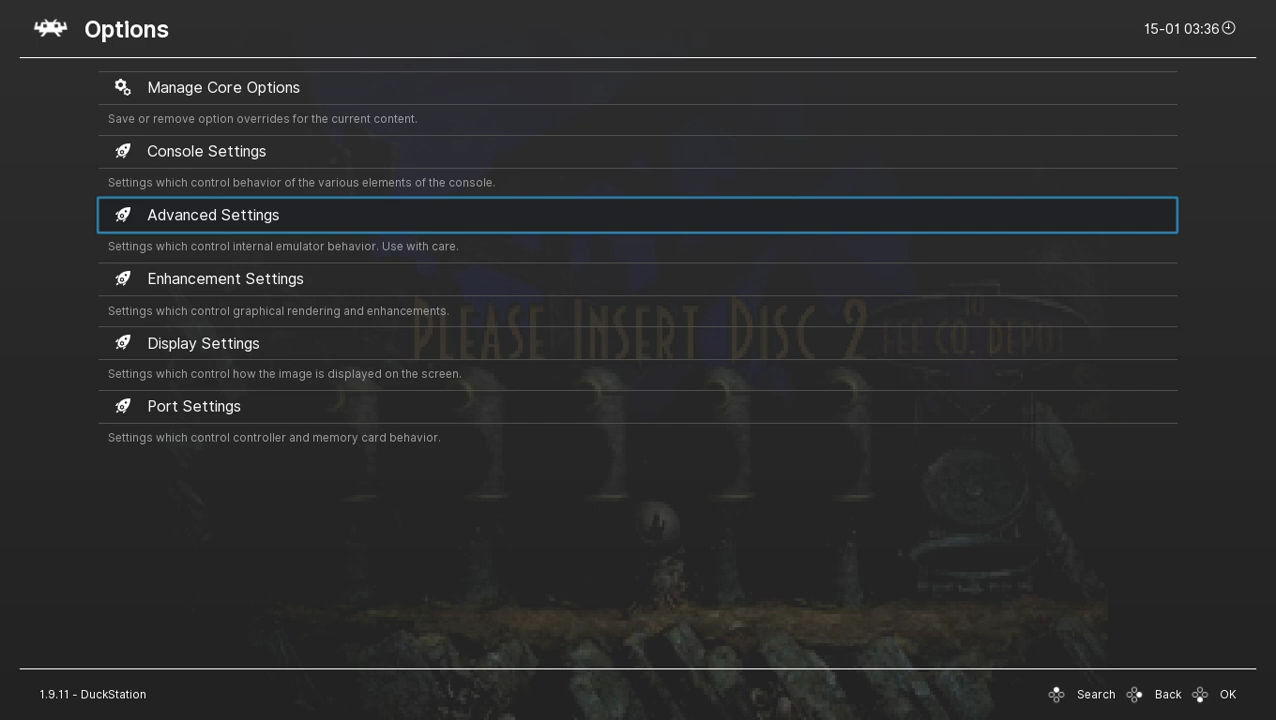 Options
15-01 03:36
Manage Core Options
Save or remove option overrides for the current content.
Console Settings
Settings which control behavior of the various elements of the console.
Advanced Settings
Settings which control internal emulator behavior. Use with care.
Enhancement Settings
Settings which control graphical rendering and enhancements.
Please Insert Disc 2
FEE CO. DEPOT
Display Settings
Settings which control how the image is displayed on the screen.
Port Settings
Settings which control controller and memory card behavior.
1.9.11 - DuckStation
Search
Back
OK